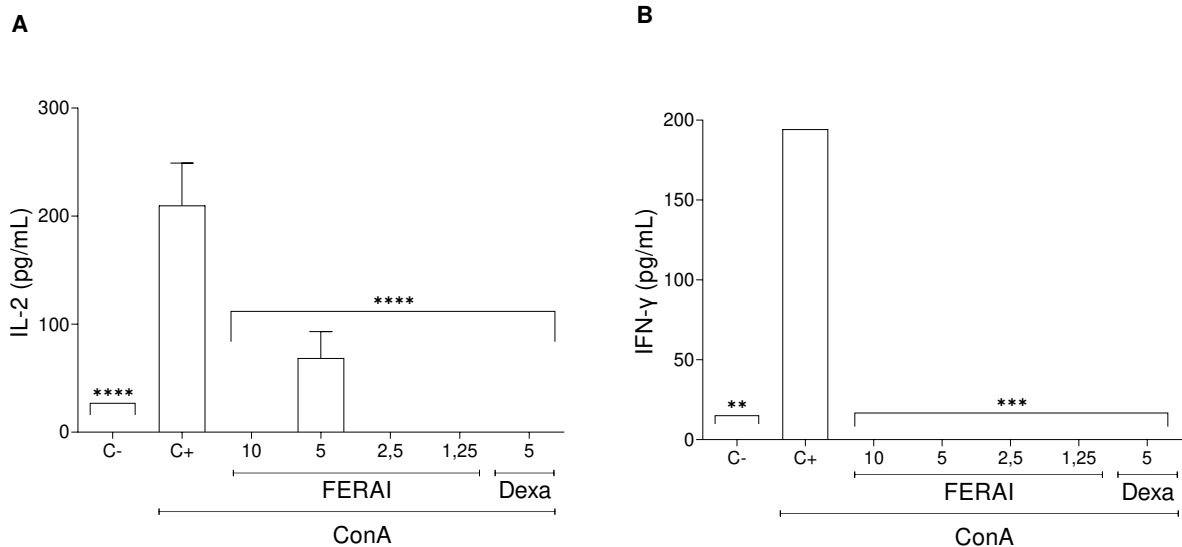 A
IL-2 (pg/mL)
300
200
100
0
****
****
C- C+ 10 5 2,5 1,25 5
FERAI Dexa
ConA
B
IFN-γ (pg/mL)
200
150
100
50
0
**
***
C- C+ 10 5 2,5 1,25 5
FERAI Dexa
ConA